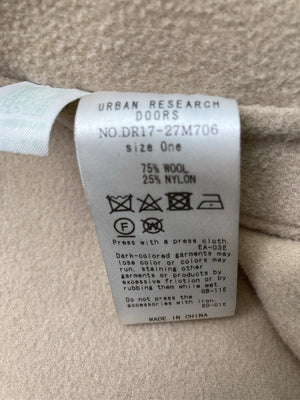 URBAN RESEARCH
DOORS
NO.DR17-27M706
size One
75% WOOL
25% NYLON
F
Press with a press cloth.
EA-03E
Dark-colored garments may
lose color or colors may
run, staining other
garments by
excessive friction or by
rubbing them while wet.
GB-11E
Do not press the
accessories with iron.
ED-01E
MADE IN CHINA